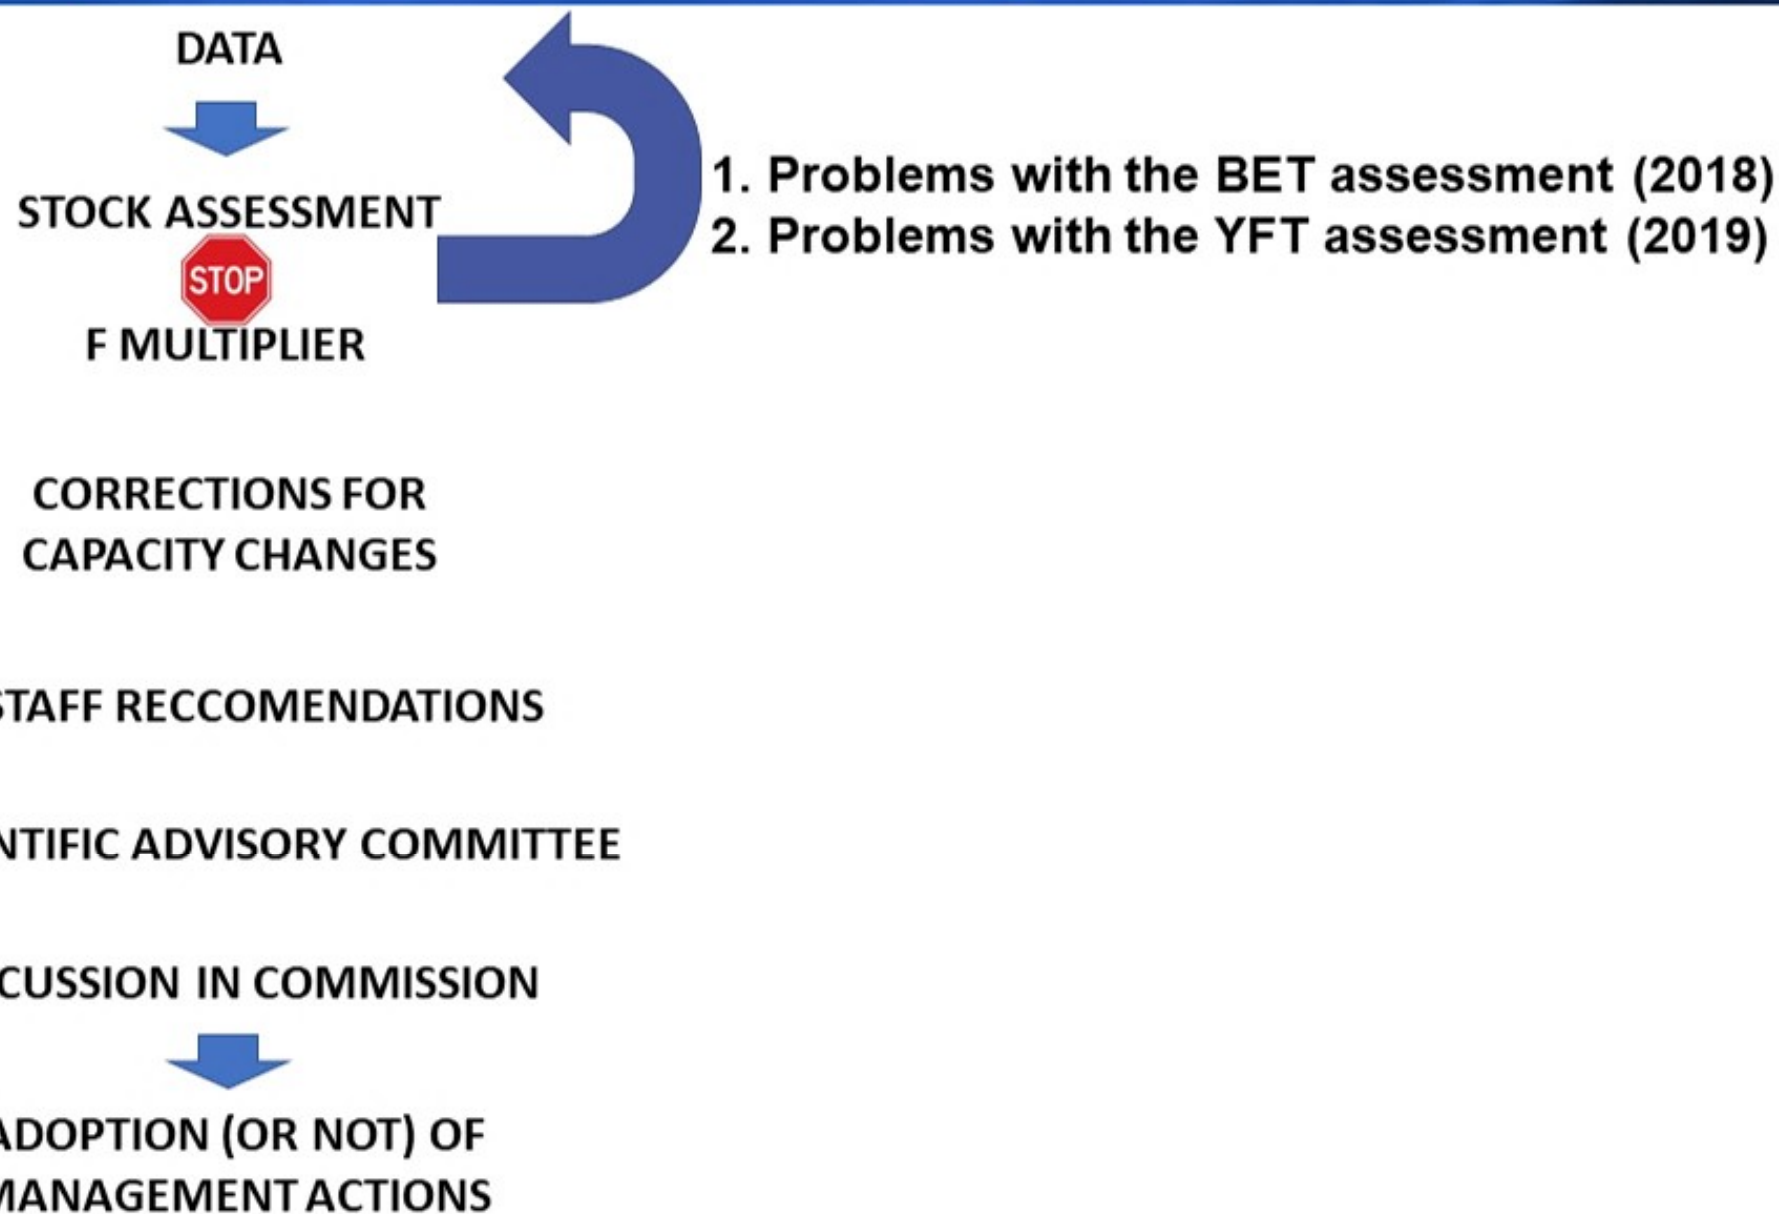 DATA
STOCK ASSESSMENT
STOP
F MULTIPLIER
1. Problems with the BET assessment (2018)
2. Problems with the YFT assessment (2019)
CORRECTIONS FOR
CAPACITY CHANGES
STAFF RECCOMENDATIONS
NTIFIC ADVISORY COMMITTEE
CUSSION IN COMMISSION
ADOPTION (OR NOT) OF
MANAGEMENT ACTIONS